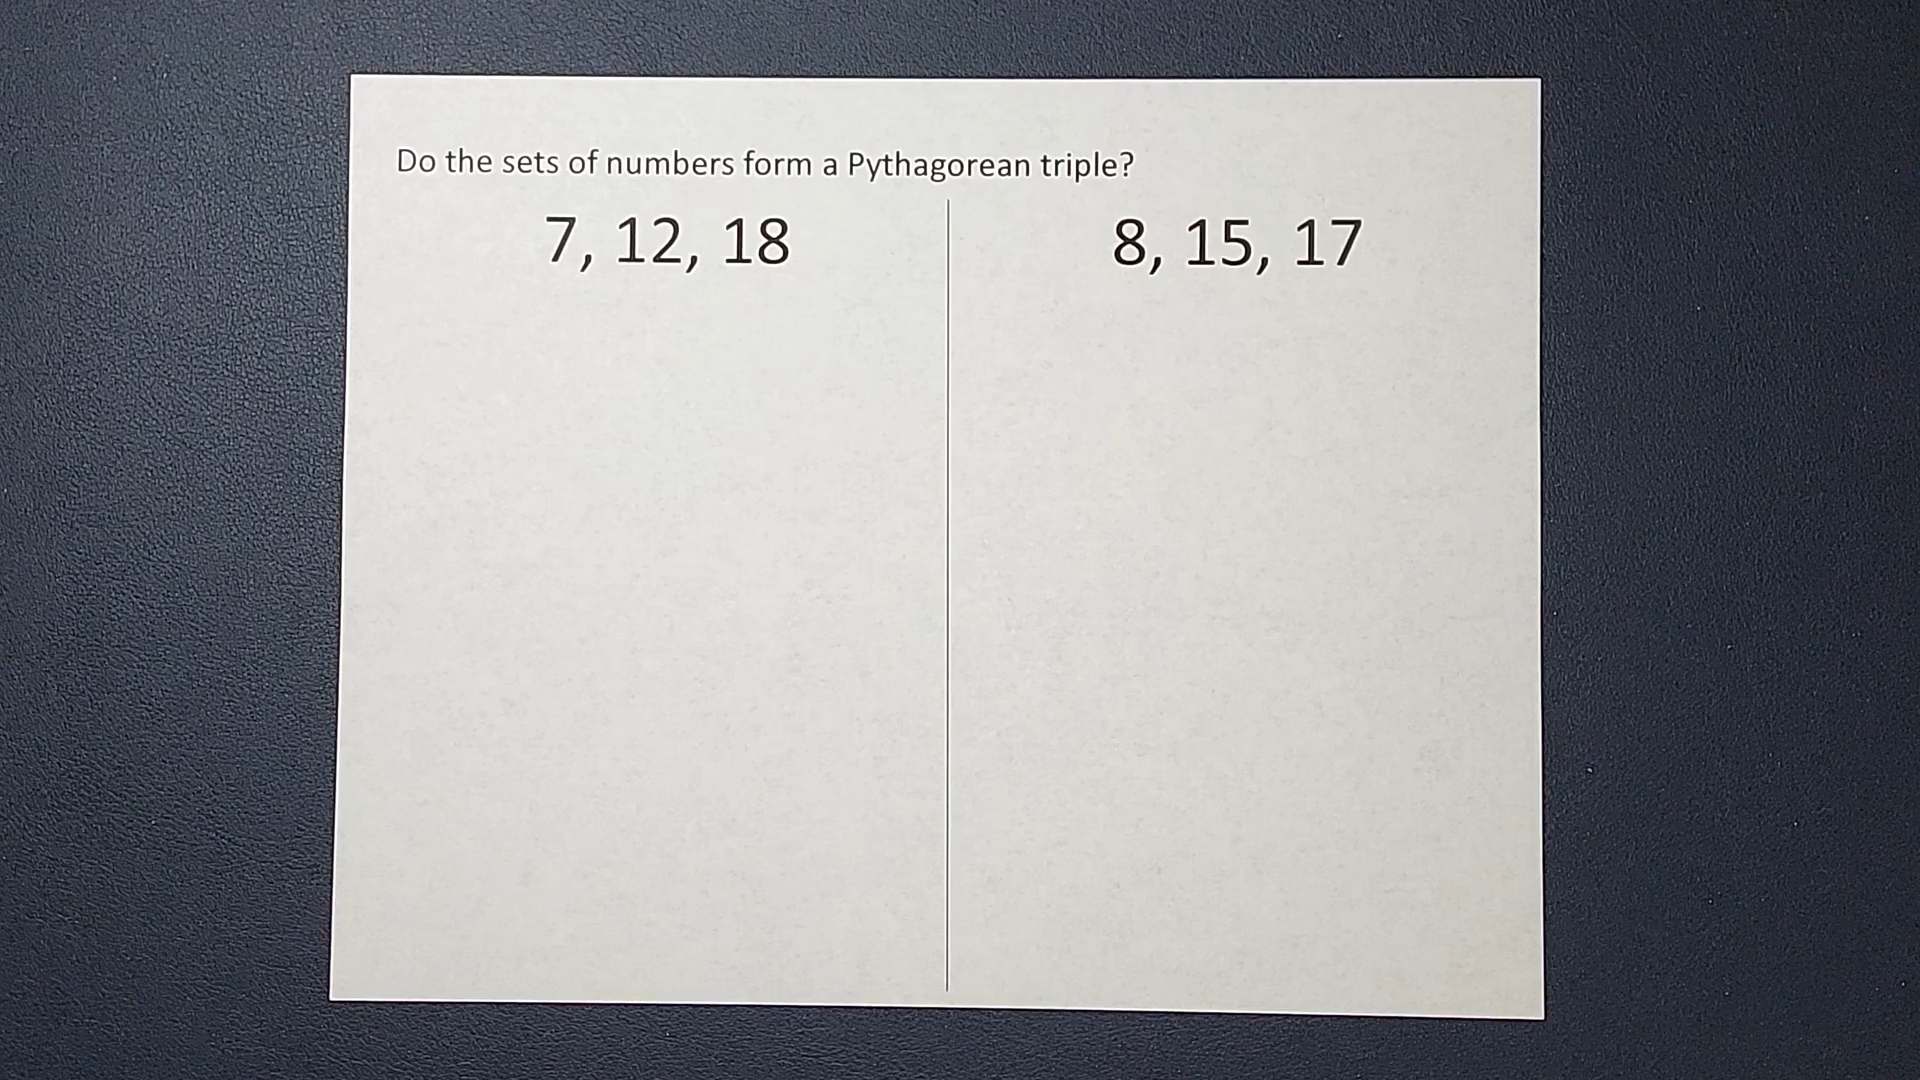 Do the sets of numbers form a Pythagorean triple?
7, 12, 18
8, 15, 17